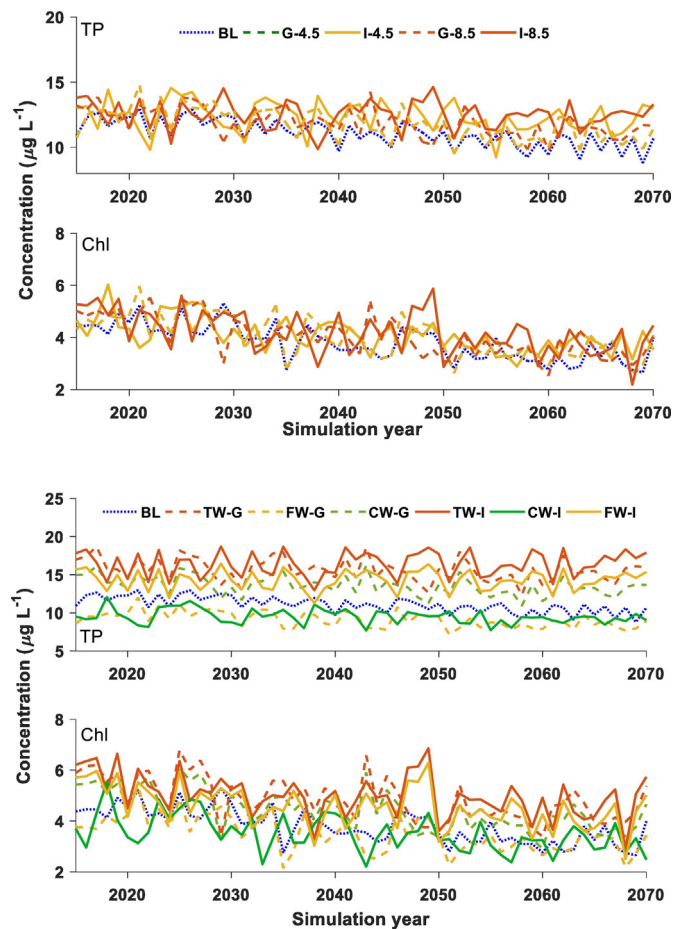 TP
BL G-4.5 I-4.5 G-8.5 I-8.5
20
15
10
2020 2030 2040 2050 2060 2070
Concentration (µg L⁻¹)
8
Chl
6
4
2
2020 2030 2040 2050 2060 2070
Simulation year
25
BL TW-G FW-G CW-G TW-I CW-I FW-I
20
15
10
TP
5
2020 2030 2040 2050 2060 2070
Concentration (µg L⁻¹)
8
Chl
6
4
2
2020 2030 2040 2050 2060 2070
Simulation year